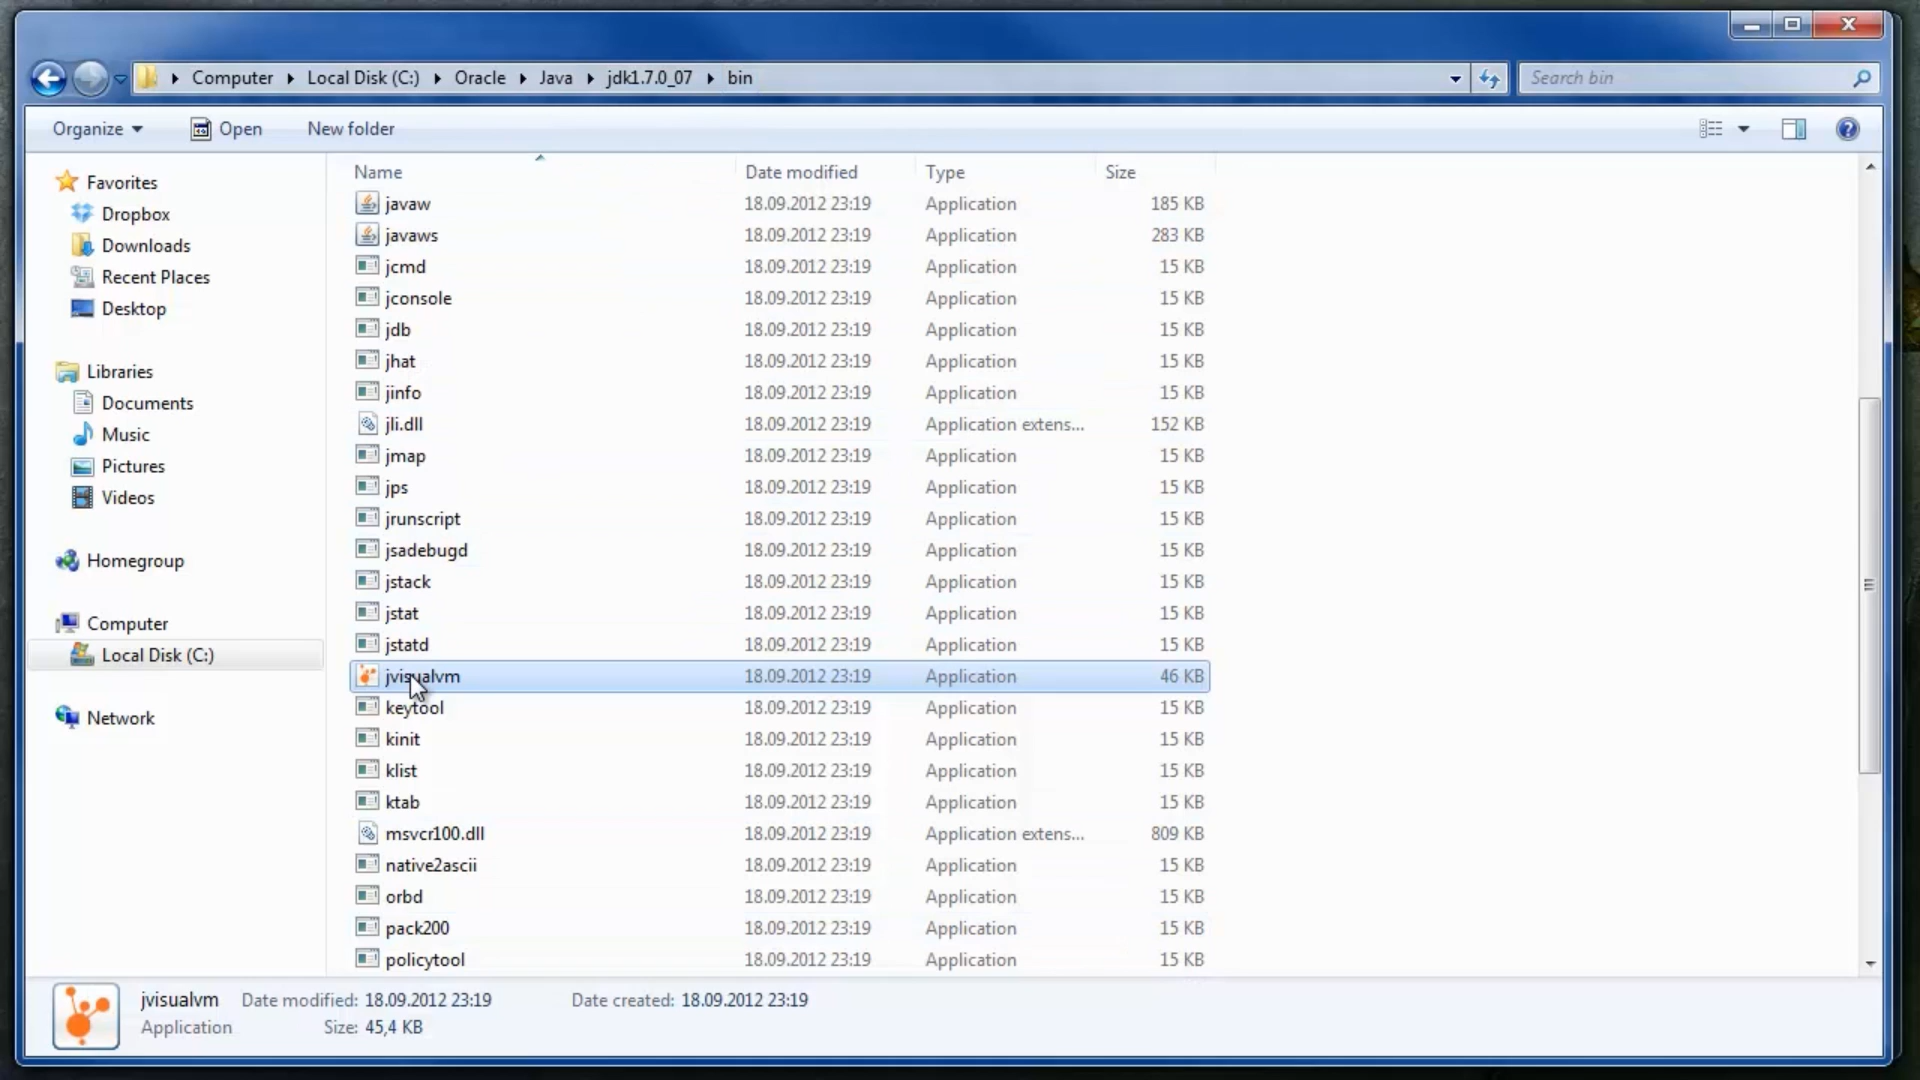 Computer Local Disk (C:) Oracle Java jdk1.7.0_07 bin
Search bin
Organize Open New folder
Favorites
Dropbox
Downloads
Recent Places
Desktop
Libraries
Documents
Music
Pictures
Videos
Homegroup
Computer
Local Disk (C:)
Network
Name Date modified Type Size
javaw 18.09.2012 23:19 Application 185 KB
javaws 18.09.2012 23:19 Application 283 KB
jcmd 18.09.2012 23:19 Application 15 KB
jconsole 18.09.2012 23:19 Application 15 KB
jdb 18.09.2012 23:19 Application 15 KB
jhat 18.09.2012 23:19 Application 15 KB
jinfo 18.09.2012 23:19 Application 15 KB
jli.dll 18.09.2012 23:19 Application extens... 152 KB
jmap 18.09.2012 23:19 Application 15 KB
jps 18.09.2012 23:19 Application 15 KB
jrunscript 18.09.2012 23:19 Application 15 KB
jsadebugd 18.09.2012 23:19 Application 15 KB
jstack 18.09.2012 23:19 Application 15 KB
jstat 18.09.2012 23:19 Application 15 KB
jstatd 18.09.2012 23:19 Application 15 KB
jvisualvm 18.09.2012 23:19 Application 46 KB
keytool 18.09.2012 23:19 Application 15 KB
kinit 18.09.2012 23:19 Application 15 KB
klist 18.09.2012 23:19 Application 15 KB
ktab 18.09.2012 23:19 Application 15 KB
msvcr100.dll 18.09.2012 23:19 Application extens... 809 KB
native2ascii 18.09.2012 23:19 Application 15 KB
orbd 18.09.2012 23:19 Application 15 KB
pack200 18.09.2012 23:19 Application 15 KB
policytool 18.09.2012 23:19 Application 15 KB
jvisualvm Date modified: 18.09.2012 23:19 Date created: 18.09.2012 23:19
Application Size: 45,4 KB